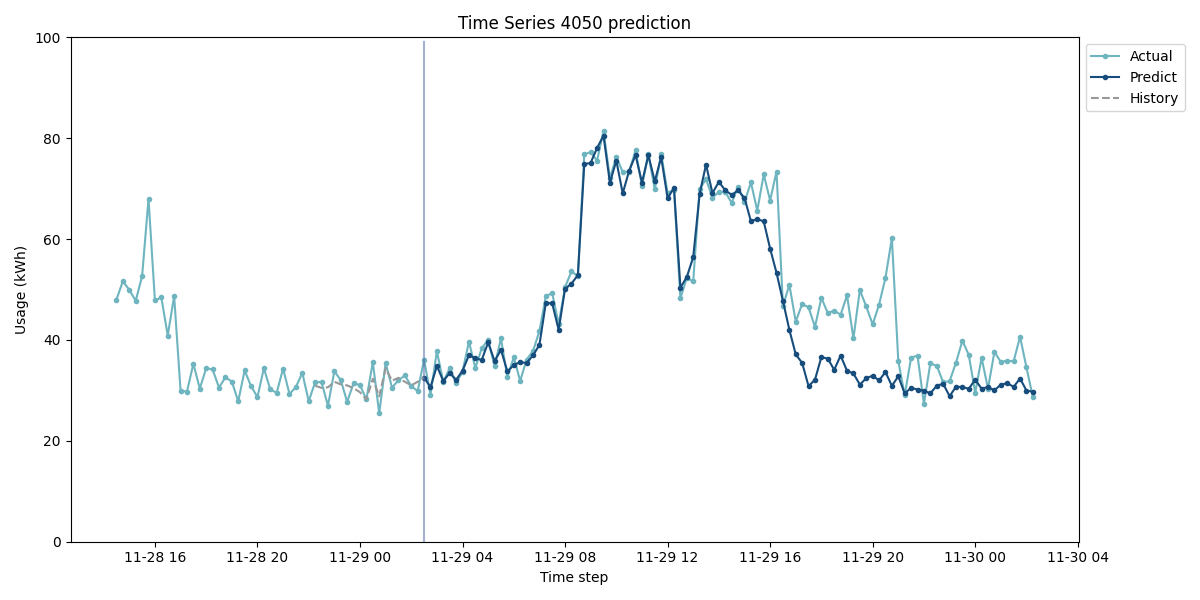 Time Series 4050 prediction
100
80
60
40
20
0
Usage (kWh)
11-28 16
11-28 20
11-29 00
11-29 04
11-29 08
11-29 12
11-29 16
11-29 20
11-30 00
11-30 04
Time step
Actual
Predict
History